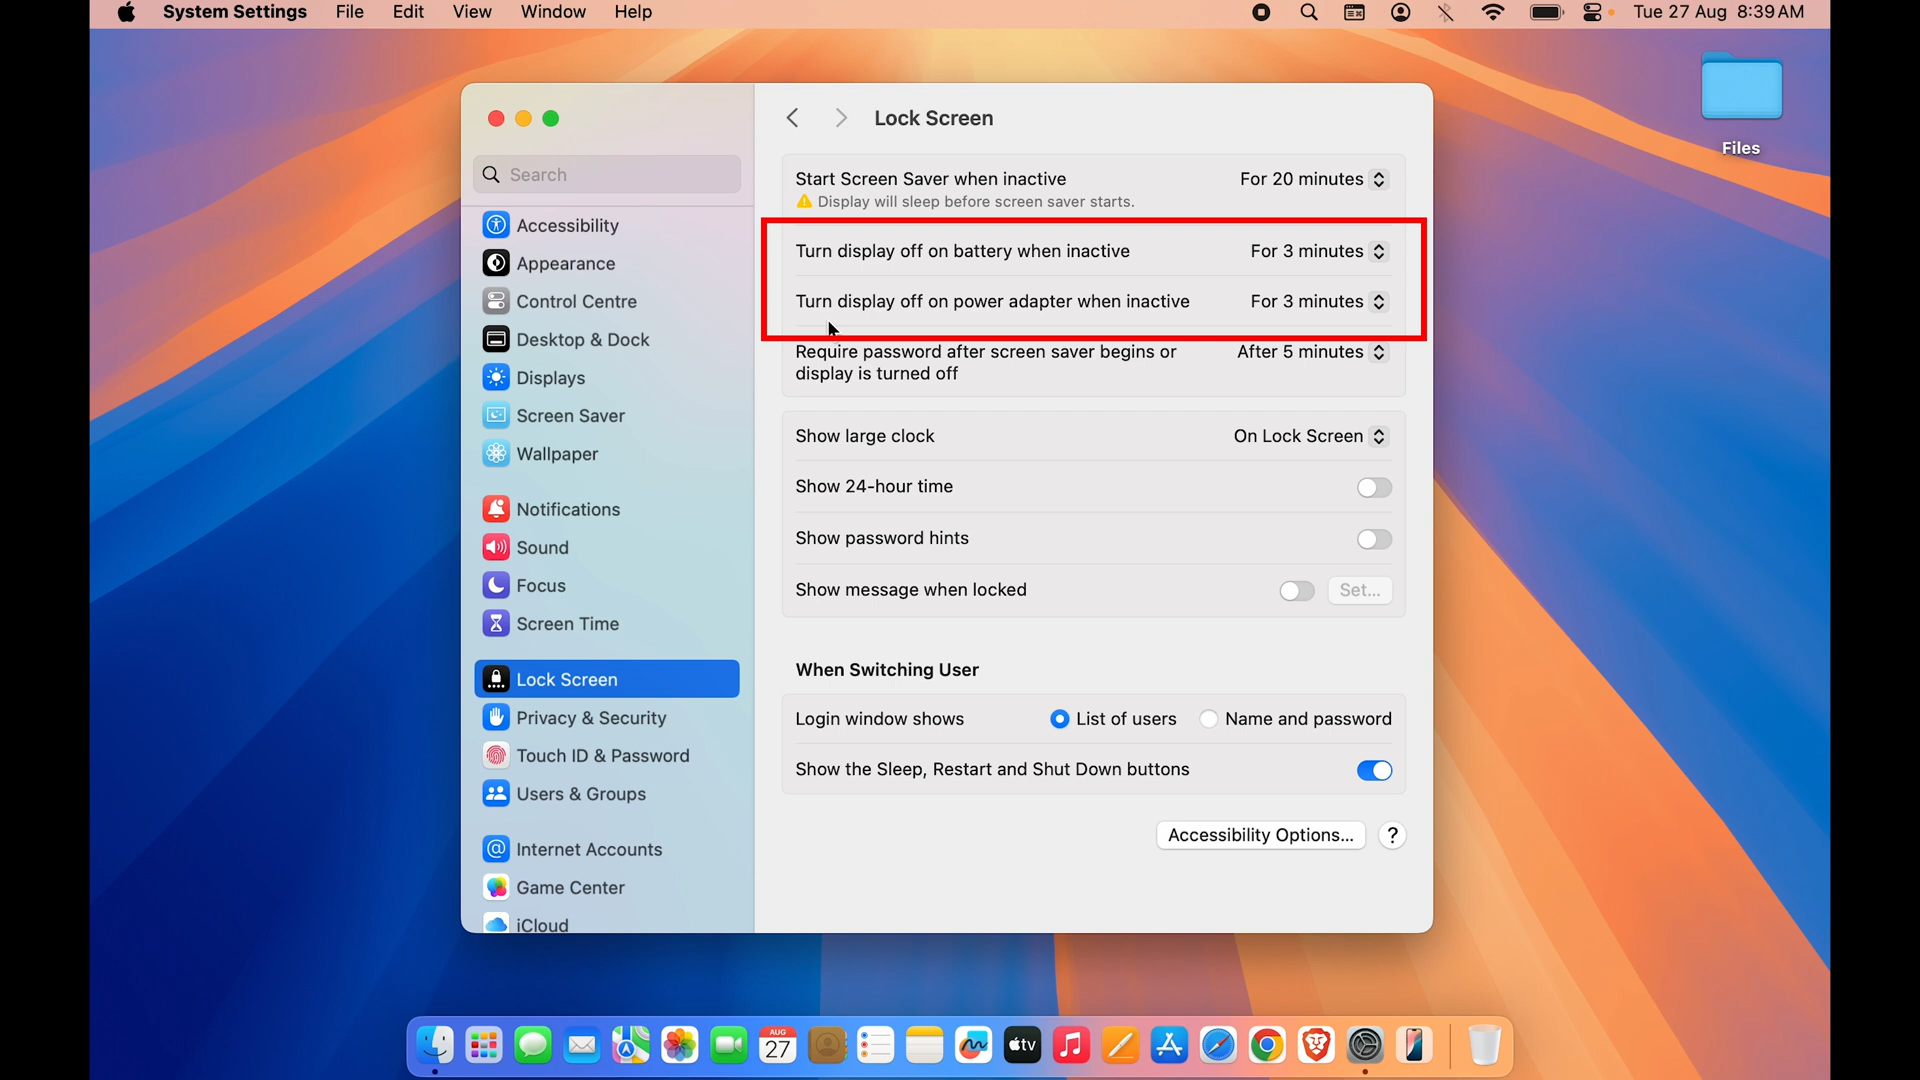 System Settings File Edit View Window Help Tue 27 Aug 8:39 AM
Files
Search
Accessibility
Appearance
Control Centre
Desktop & Dock
Displays
Screen Saver
Wallpaper
Notifications
Sound
Focus
Screen Time
Lock Screen
Privacy & Security
Touch ID & Password
Users & Groups
Internet Accounts
Game Center
iCloud
Lock Screen
Start Screen Saver when inactive For 20 minutes
Display will sleep before screen saver starts.
Turn display off on battery when inactive For 3 minutes
Turn display off on power adapter when inactive For 3 minutes
Require password after screen saver begins or After 5 minutes
display is turned off
Show large clock On Lock Screen
Show 24-hour time
Show password hints
Show message when locked Set...
When Switching User
Login window shows List of users Name and password
Show the Sleep, Restart and Shut Down buttons
Accessibility Options... ?
AUG
27
tv